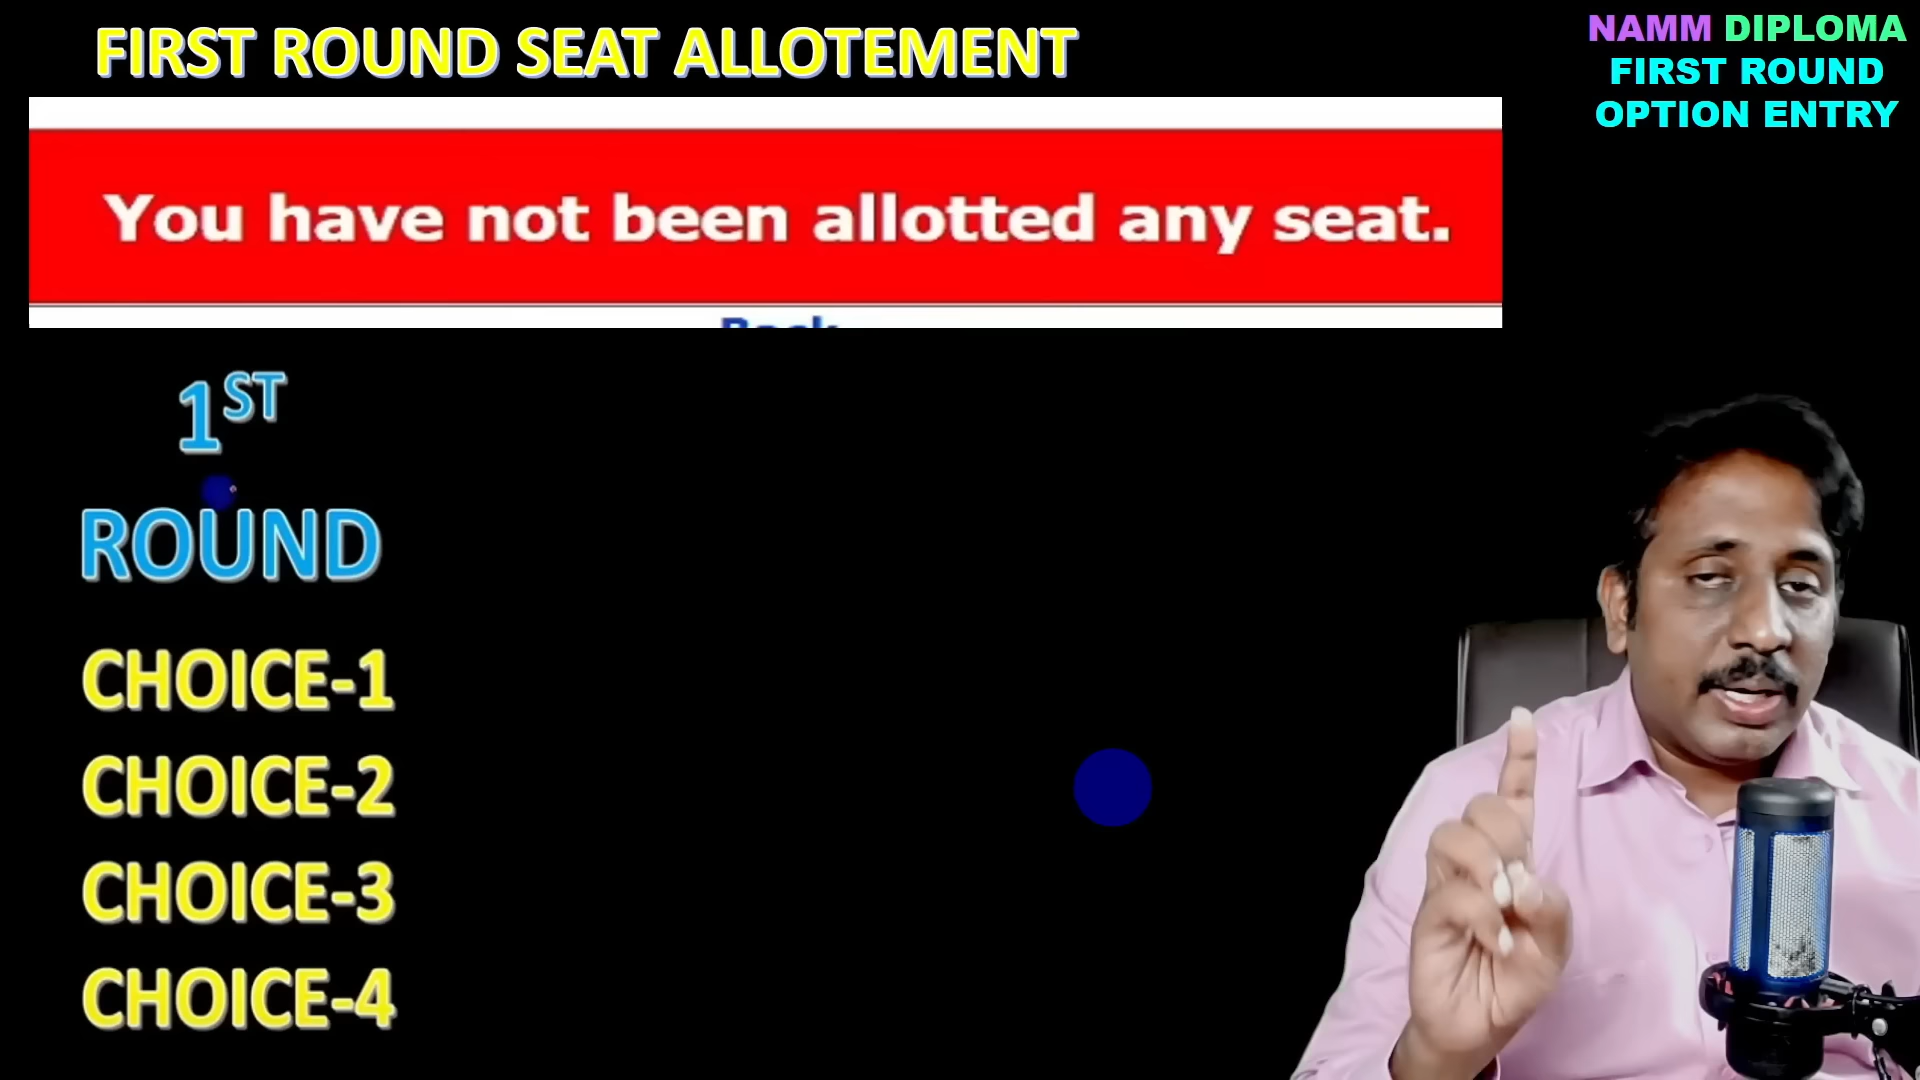 FIRST ROUND SEAT ALLOTEMENT
NAMM DIPLOMA
FIRST ROUND
OPTION ENTRY
You have not been allotted any seat.
Back
1ST
ROUND
CHOICE-1
CHOICE-2
CHOICE-3
CHOICE-4